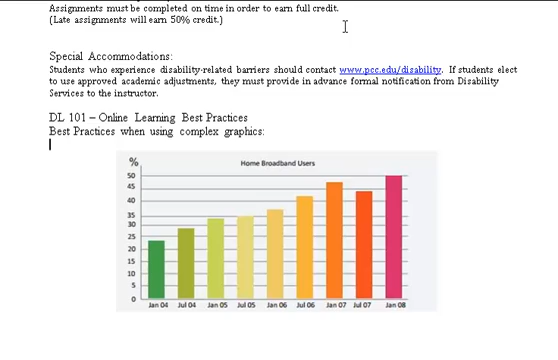 Assignments must be completed on time in order to earn full credit.
(Late assignments will earn 50% credit.)
Special Accommodations:
Students who experience disability-related barriers should contact www.pcc.edu/disability. If students elect
to use approved academic adjustments, they must provide in advance formal notification from Disability
Services to the instructor.
DL 101 – Online Learning Best Practices
Best Practices when using complex graphics:
% Home Broadband Users
50
45
40
35
30
25
20
15
10
5
0
Jan 04 Jul 04 Jan 05 Jul 05 Jan 06 Jul 06 Jan 07 Jul 07 Jan 08